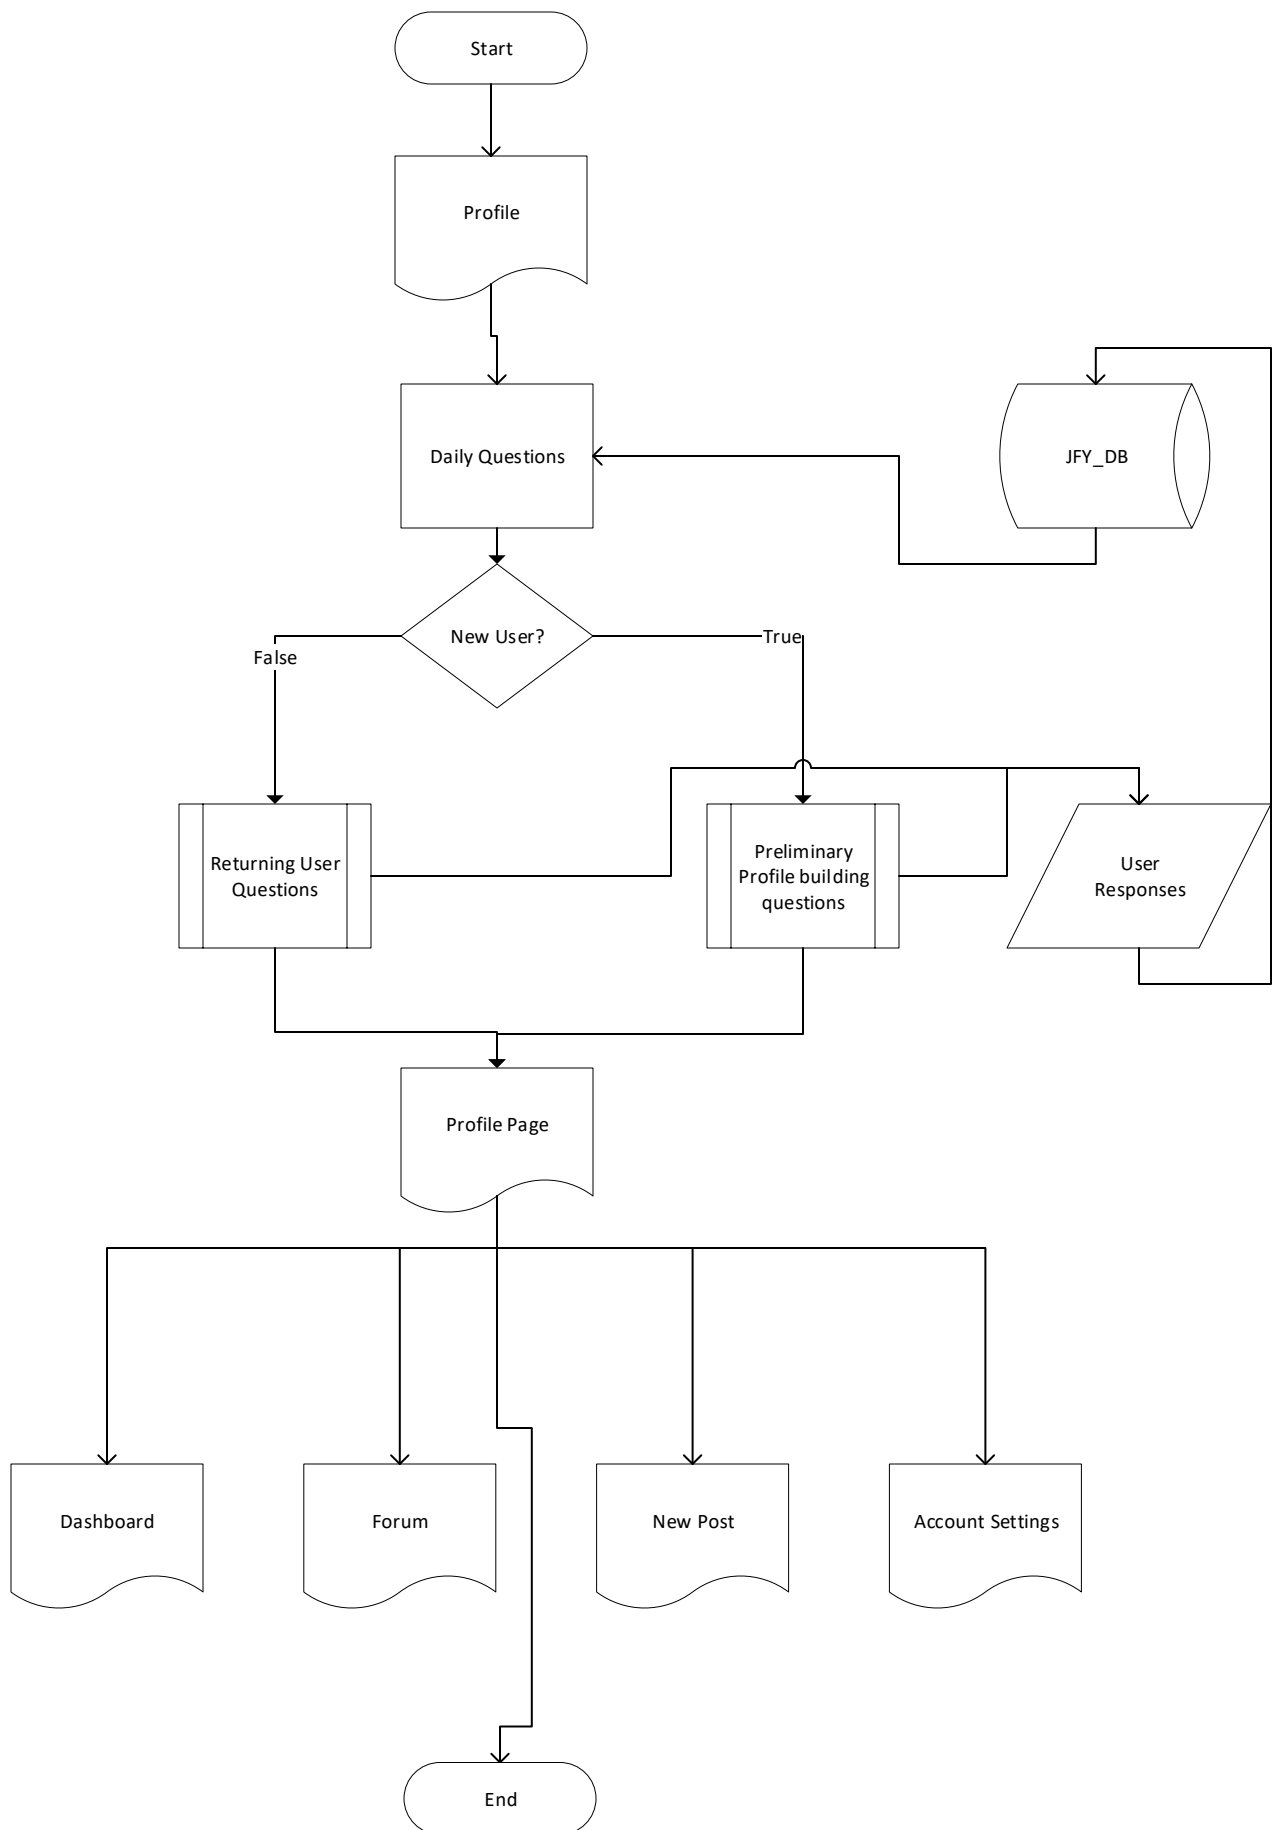 Start
Profile
Daily Questions
JFY_DB
New User?
True
False
Returning User
Questions
Preliminary
Profile building
questions
User
Responses
Profile Page
Dashboard
Forum
New Post
Account Settings
End